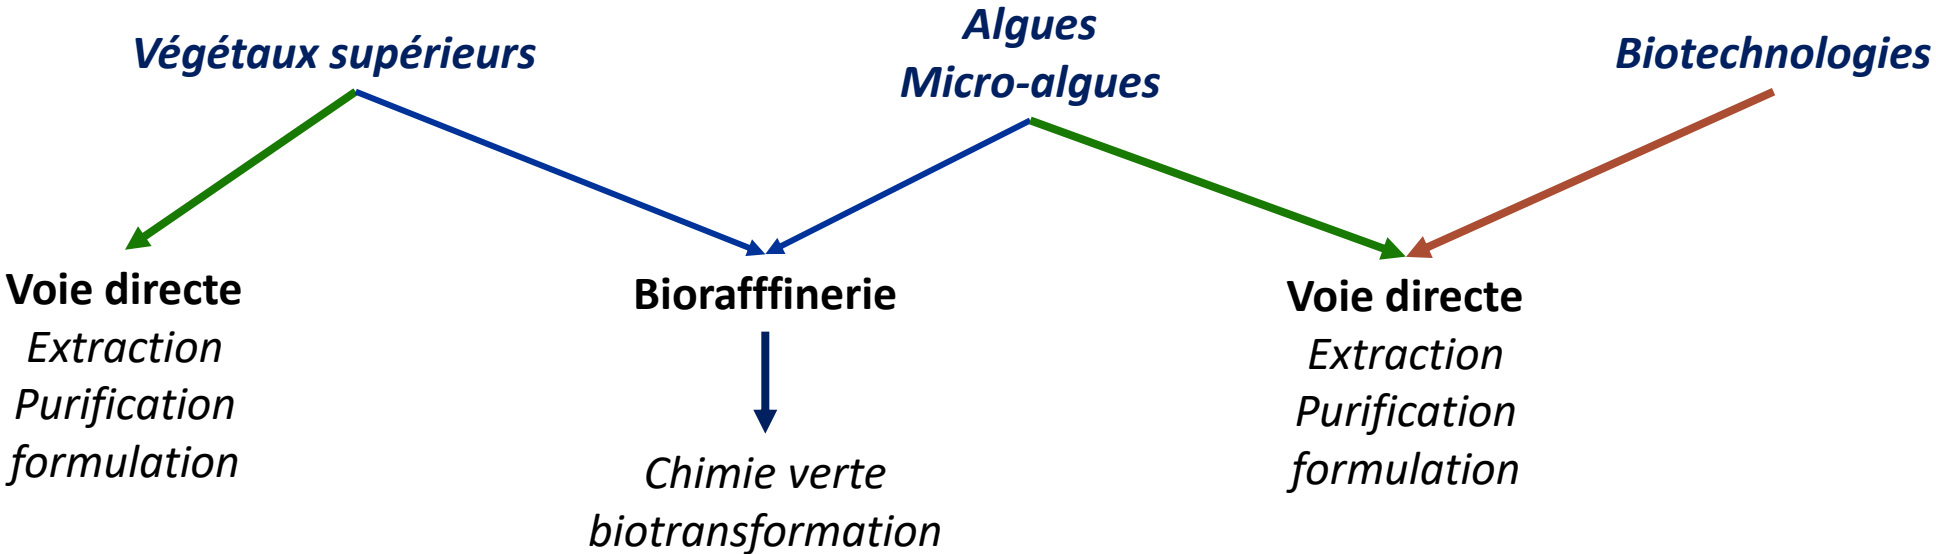 Végétaux supérieurs
Algues
Micro-algues
Biotechnologies
Voie directe
Extraction
Purification
formulation
Biorafffinerie
Chimie verte
biotransformation
Voie directe
Extraction
Purification
formulation